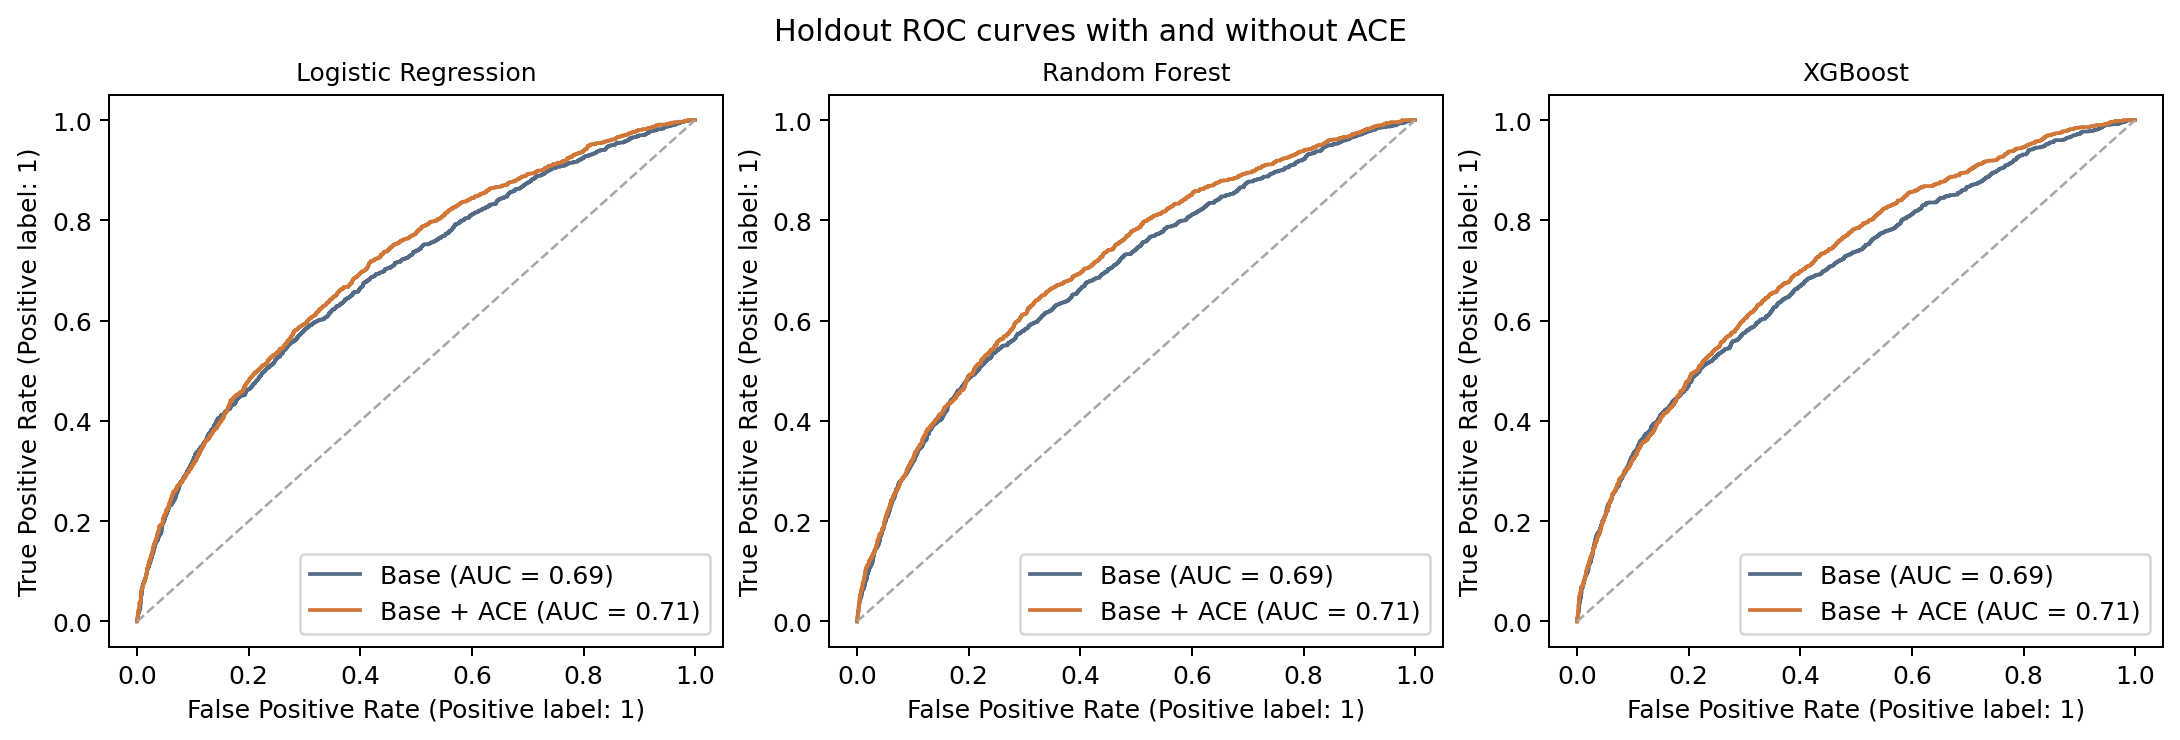 Holdout ROC curves with and without ACE
Logistic Regression
True Positive Rate (Positive label: 1)
1.0
0.8
0.6
0.4
0.2
0.0
Base (AUC = 0.69)
Base + ACE (AUC = 0.71)
0.0 0.2 0.4 0.6 0.8 1.0
False Positive Rate (Positive label: 1)
Random Forest
True Positive Rate (Positive label: 1)
1.0
0.8
0.6
0.4
0.2
0.0
Base (AUC = 0.69)
Base + ACE (AUC = 0.71)
0.0 0.2 0.4 0.6 0.8 1.0
False Positive Rate (Positive label: 1)
XGBoost
True Positive Rate (Positive label: 1)
1.0
0.8
0.6
0.4
0.2
0.0
Base (AUC = 0.69)
Base + ACE (AUC = 0.71)
0.0 0.2 0.4 0.6 0.8 1.0
False Positive Rate (Positive label: 1)